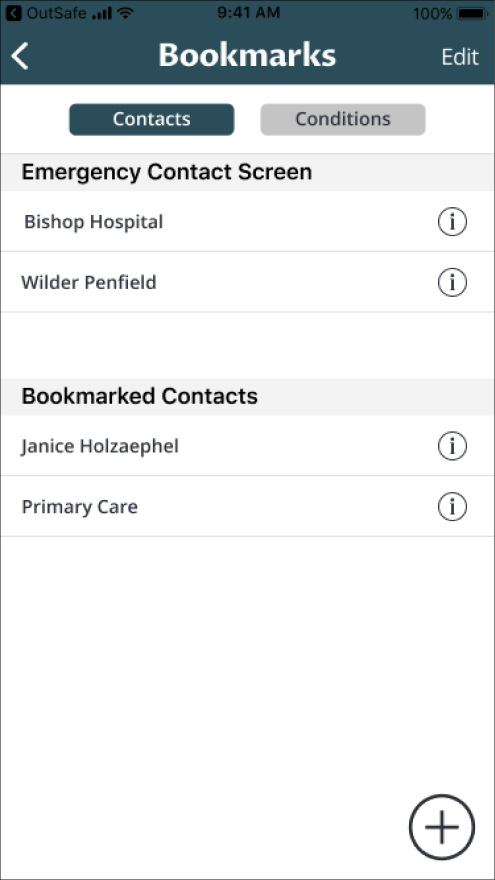 OutSafe 9:41 AM 100%
Bookmarks Edit
Contacts Conditions
Emergency Contact Screen
Bishop Hospital
Wilder Penfield
Bookmarked Contacts
Janice Holzaephel
Primary Care